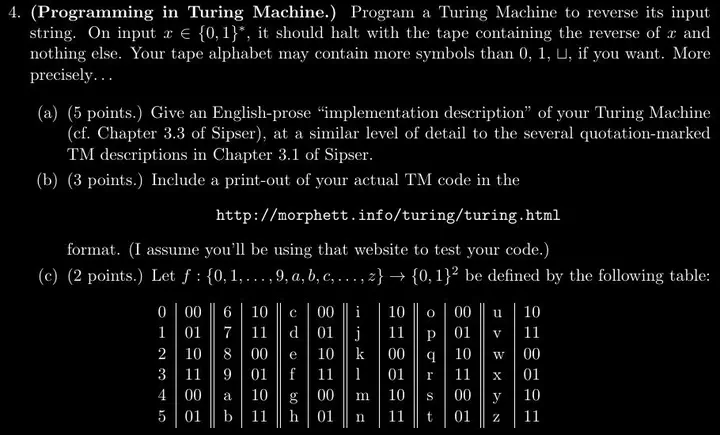 4. (Programming in Turing Machine.) Program a Turing Machine to reverse its input
string. On input x ∈ {0, 1}*, it should halt with the tape containing the reverse of x and
nothing else. Your tape alphabet may contain more symbols than 0, 1, ⊔, if you want. More
precisely...
(a) (5 points.) Give an English-prose “implementation description” of your Turing Machine
(cf. Chapter 3.3 of Sipser), at a similar level of detail to the several quotation-marked
TM descriptions in Chapter 3.1 of Sipser.
(b) (3 points.) Include a print-out of your actual TM code in the
http://morphett.info/turing/turing.html
format. (I assume you’ll be using that website to test your code.)
(c) (2 points.) Let f : {0, 1, . . . , 9, a, b, c, . . . , z} → {0, 1}² be defined by the following table:
0 00 6 10 c 00 i 10 o 00 u 10
1 01 7 11 d 01 j 11 p 01 v 11
2 10 8 00 e 10 k 00 q 10 w 00
3 11 9 01 f 11 l 01 r 11 x 01
4 00 a 10 g 00 m 10 s 00 y 10
5 01 b 11 h 01 n 11 t 01 z 11